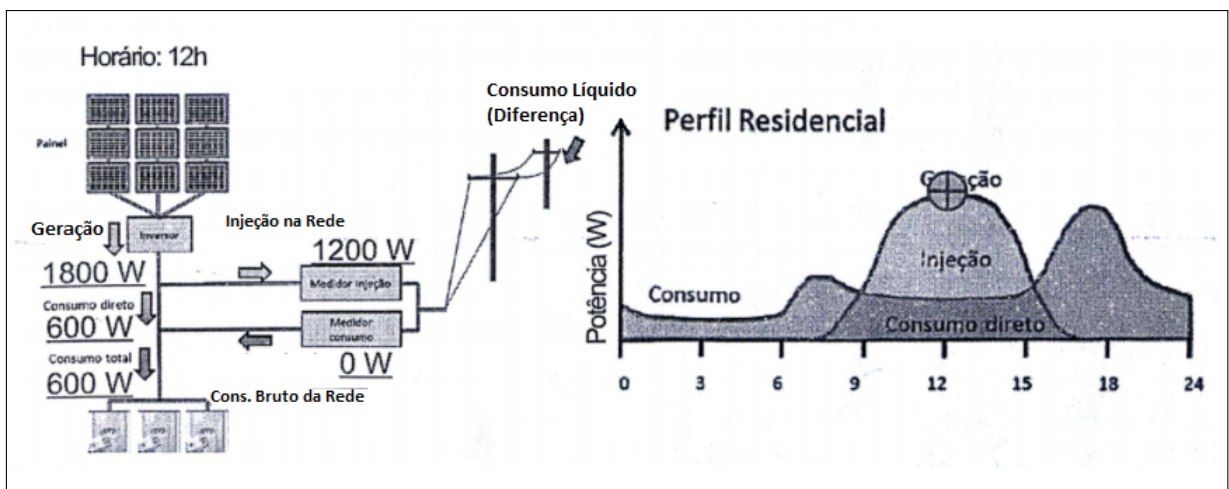 Horário: 12h
Painel
Inversor
Geração
1800 W
Consumo direto
600 W
Consumo total
600 W
Injeção na Rede
1200 W
Medidor injeção
Medidor
consumo
0 W
Cons. Bruto da Rede
Consumo Líquido
(Diferença)
Perfil Residencial
Potência (W)
Geração
Injeção
Consumo
Consumo direto
0 3 6 9 12 15 18 24